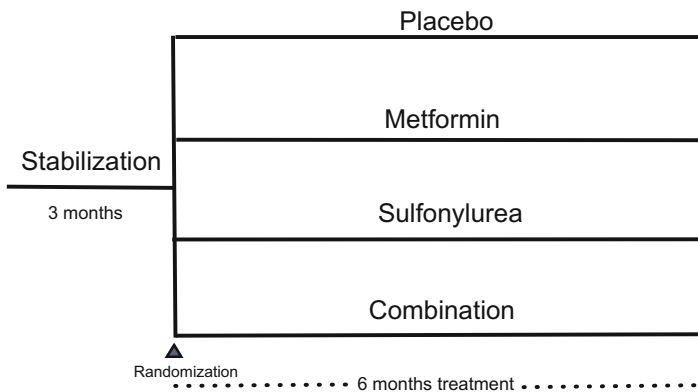 Placebo
Metformin
Stabilization
3 months
Sulfonylurea
Combination
Randomization
6 months treatment